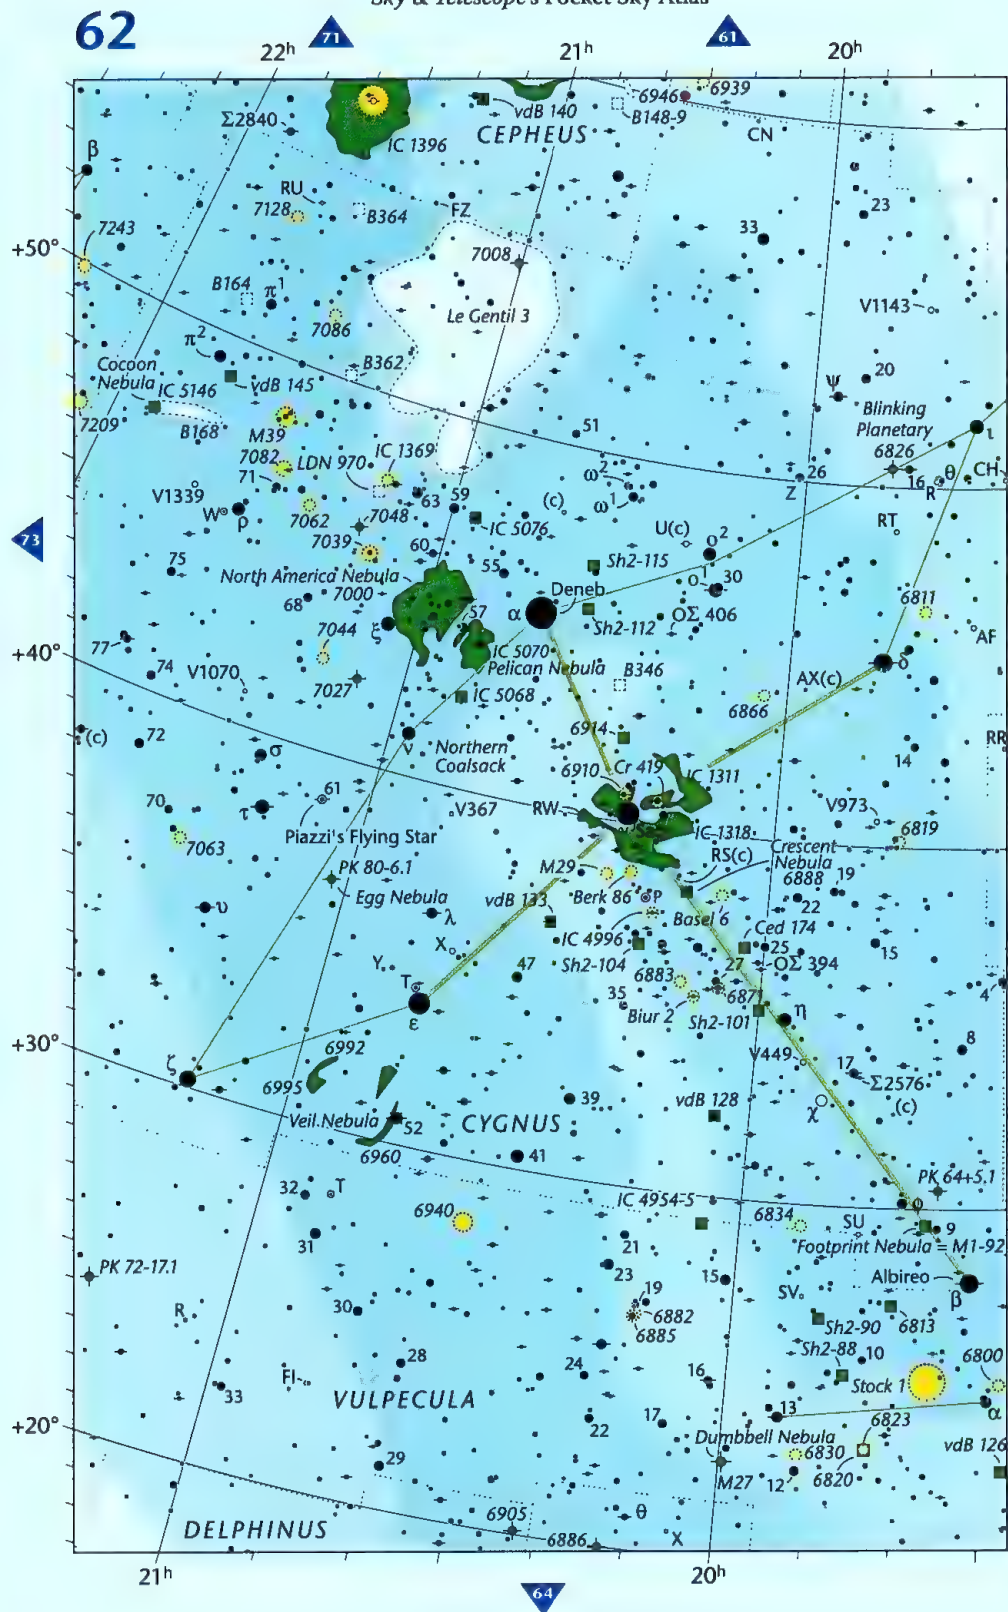 Sky & Telescope's Pocket Sky Atlas
62
71
61
22h
21h
20h
6946
6939
vdB 140
B148-9
CN
Σ2840
IC 1396
CEPHEUS
β
RU
7128
B364
FZ
23
33
7243
+50°
7008
B164
π1
Le Gentil 3
V1143
7086
π2
Cocoon
Nebula
IC 5146
vdB 145
B362
20
ψ
Blinking
Planetary
6826
7209
B168
M39
51
ι
7082
LDN 970
IC 1369
ω2
26
16
θ
CH
71
63
59
(c)
ω1
Z
R
V1339
W
ρ
7062
7048
IC 5076
U(c)
ο2
RT
73
7039
60
Sh2-115
75
55
ο1
30
North America Nebula
7000
Deneb
6811
68
57
α
Sh2-112
OΣ 406
ξ
77
7044
IC 5070
Pelican Nebula
AF
74
V1070
7027
B346
AX(c)
δ
+40°
IC 5068
6866
6914
(c)
72
ν
Northern
Coalsack
RR
σ
6910
Cr 419
IC 1311
14
70
61
τ
V367
RW
V973
7063
Piazzi's Flying Star
IC 1318
6819
PK 80-6.1
M29
RS(c)
Crescent
Nebula
Egg Nebula
Berk 86
P
6888
19
υ
λ
vdB 133
Basel 6
22
X
IC 4996
Ced 174
Sh2-104
25
15
Y
47
6883
27
OΣ 394
T
35
6871
4
ε
Biur 2
Sh2-101
η
+30°
6992
V449
8
ζ
17
6995
39
vdB 128
Σ2576
(c)
Veil Nebula
52
CYGNUS
χ
6960
41
PK 64+5.1
32
T
IC 4954-5
φ
6940
6834
SU
9
31
21
Footprint Nebula = M1-92
PK 72-17.1
23
15
Albireo
19
SV
β
R
30
6882
6885
Sh2-90
6813
28
24
Sh2-88
10
6800
33
FI
16
Stock 1
VULPECULA
13
α
+20°
22
17
6823
Dumbbell Nebula
6830
vdB 126
29
M27
12
6820
6905
θ
DELPHINUS
6886
X
21h
20h
64